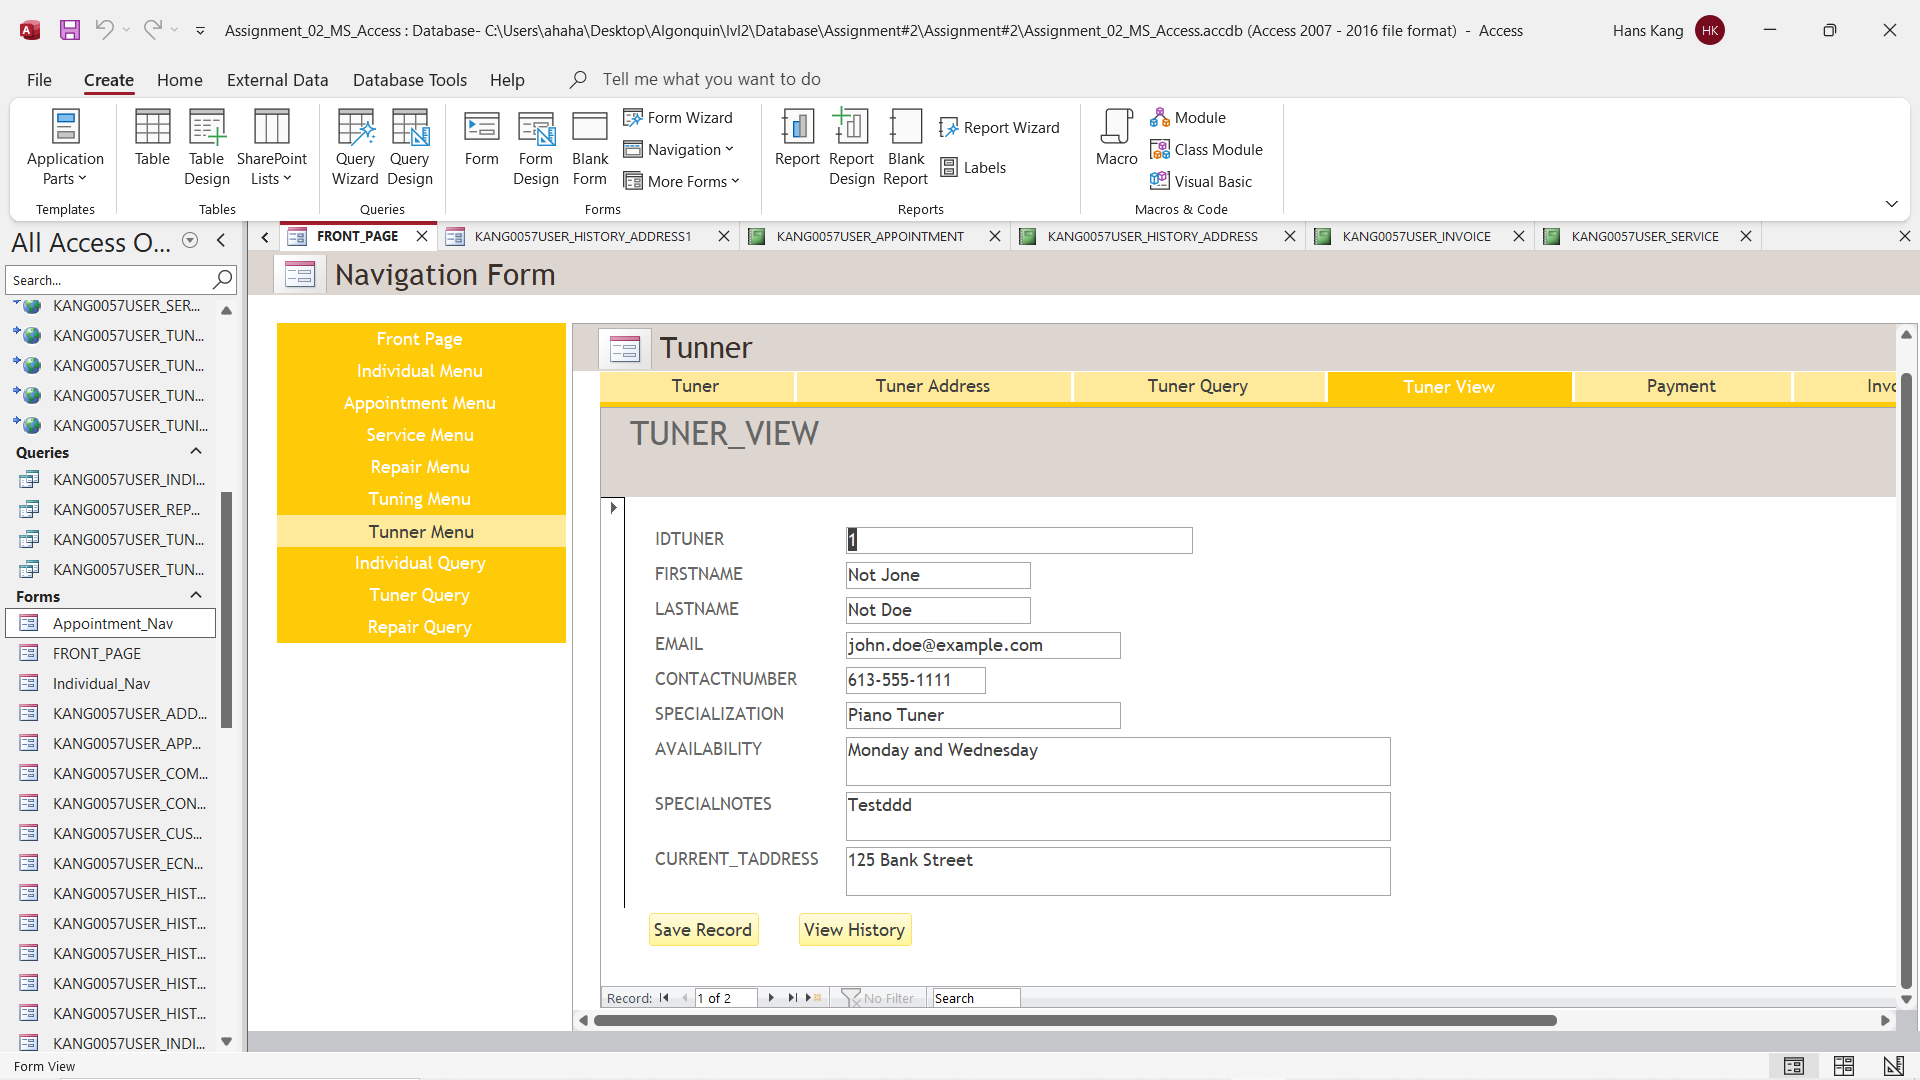 Assignment_02_MS_Access : Database- C:\Users\ahaha\Desktop\Algonquin\lvl2\Database\Assignment#2\Assignment#2\Assignment_02_MS_Access.accdb (Access 2007 - 2016 file format) - Access
Hans Kang HK
File Create Home External Data Database Tools Help Tell me what you want to do
Application Parts
Templates
Table
Table Design
SharePoint Lists
Tables
Query Wizard
Query Design
Queries
Form
Form Design
Blank Form
Form Wizard
Navigation
More Forms
Forms
Report
Report Design
Blank Report
Report Wizard
Labels
Reports
Macro
Module
Class Module
Visual Basic
Macros & Code
All Access O...
Search...
KANG0057USER_SER...
KANG0057USER_TUN...
KANG0057USER_TUN...
KANG0057USER_TUN...
KANG0057USER_TUNI...
Queries
KANG0057USER_INDI...
KANG0057USER_REP...
KANG0057USER_TUN...
KANG0057USER_TUN...
Forms
Appointment_Nav
FRONT_PAGE
Individual_Nav
KANG0057USER_ADD...
KANG0057USER_APP...
KANG0057USER_COM...
KANG0057USER_CON...
KANG0057USER_CUS...
KANG0057USER_ECN...
KANG0057USER_HIST...
KANG0057USER_HIST...
KANG0057USER_HIST...
KANG0057USER_HIST...
KANG0057USER_HIST...
KANG0057USER_INDI...
FRONT_PAGE KANG0057USER_HISTORY_ADDRESS1 KANG0057USER_APPOINTMENT KANG0057USER_HISTORY_ADDRESS KANG0057USER_INVOICE KANG0057USER_SERVICE
Navigation Form
Front Page
Individual Menu
Appointment Menu
Service Menu
Repair Menu
Tuning Menu
Tunner Menu
Individual Query
Tuner Query
Repair Query
Tunner
Tuner Tuner Address Tuner Query Tuner View Payment Invo
TUNER_VIEW
IDTUNER 1
FIRSTNAME Not Jone
LASTNAME Not Doe
EMAIL john.doe@example.com
CONTACTNUMBER 613-555-1111
SPECIALIZATION Piano Tuner
AVAILABILITY Monday and Wednesday
SPECIALNOTES Testddd
CURRENT_TADDRESS 125 Bank Street
Save Record View History
Record: 1 of 2 No Filter Search
Form View